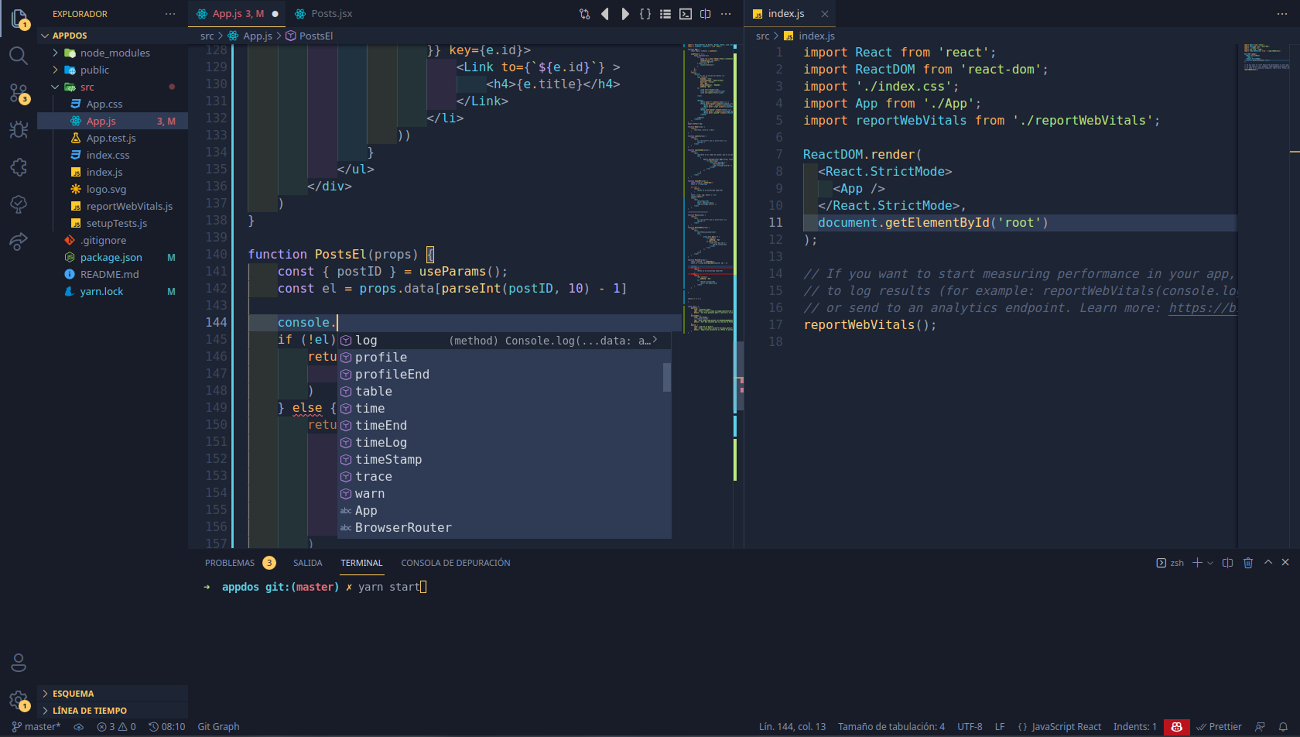 EXPLORADOR
APPDOS
node_modules
public
src
App.css
App.js 3, M
App.test.js
index.css
index.js
logo.svg
reportWebVitals.js
setupTests.js
.gitignore
package.json M
README.md
yarn.lock M
ESQUEMA
LÍNEA DE TIEMPO
1
3
1
App.js 3, M
Posts.jsx
src > App.js > PostsEl
128 }} key={e.id}>
129 <Link to={`${e.id}`} >
130 <h4>{e.title}</h4>
131 </Link>
132 </li>
133 ))
134 }
135 </ul>
136 </div>
137 )
138 }
139
140 function PostsEl(props) {
141 const { postID } = useParams();
142 const el = props.data[parseInt(postID, 10) - 1]
143
144 console.
145 if (!el)
146 retu
147
148 )
149 } else {
150 retu
151
152
153
154
155
156
157 )
log (method) Console.log(...data: a…
profile
profileEnd
table
time
timeEnd
timeLog
timeStamp
trace
warn
abc App
abc BrowserRouter
index.js
src > index.js
1 import React from 'react';
2 import ReactDOM from 'react-dom';
3 import './index.css';
4 import App from './App';
5 import reportWebVitals from './reportWebVitals';
6
7 ReactDOM.render(
8 <React.StrictMode>
9 <App />
10 </React.StrictMode>,
11 document.getElementById('root')
12 );
13
14 // If you want to start measuring performance in your app,
15 // to log results (for example: reportWebVitals(console.lo
16 // or send to an analytics endpoint. Learn more: https://b
17 reportWebVitals();
18
PROBLEMAS 3 SALIDA TERMINAL CONSOLA DE DEPURACIÓN
zsh
➜ appdos git:(master) ✗ yarn start
master* 3 0 08:10 Git Graph
Lín. 144, col. 13 Tamaño de tabulación: 4 UTF-8 LF {} JavaScript React Indents: 1 Prettier